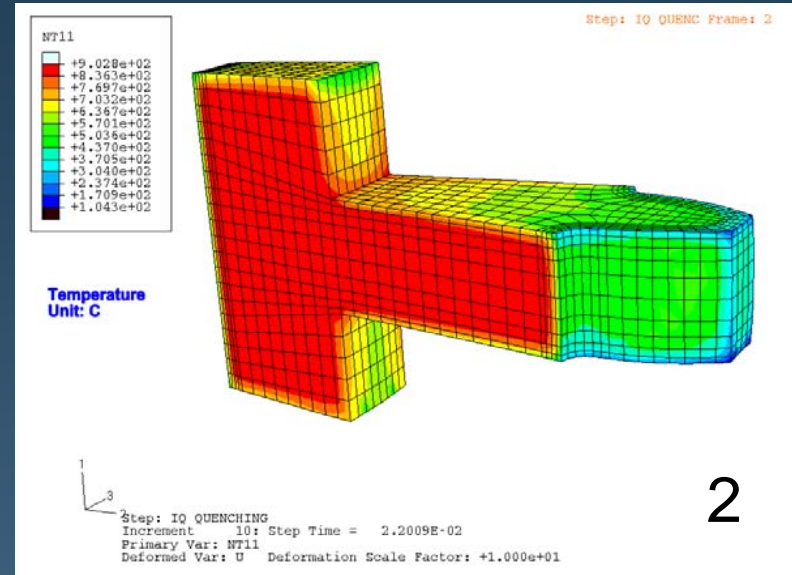 Step: IQ QUENC Frame: 2
NT11
+9.028e+02
+8.363e+02
+7.697e+02
+7.032e+02
+6.367e+02
+5.701e+02
+5.036e+02
+4.370e+02
+3.705e+02
+3.040e+02
+2.374e+02
+1.709e+02
+1.043e+02
Temperature
Unit: C
1
3
2
Step: IQ QUENCHING
Increment 10: Step Time = 2.2009E-02
Primary Var: NT11
Deformed Var: U Deformation Scale Factor: +1.000e+01
2